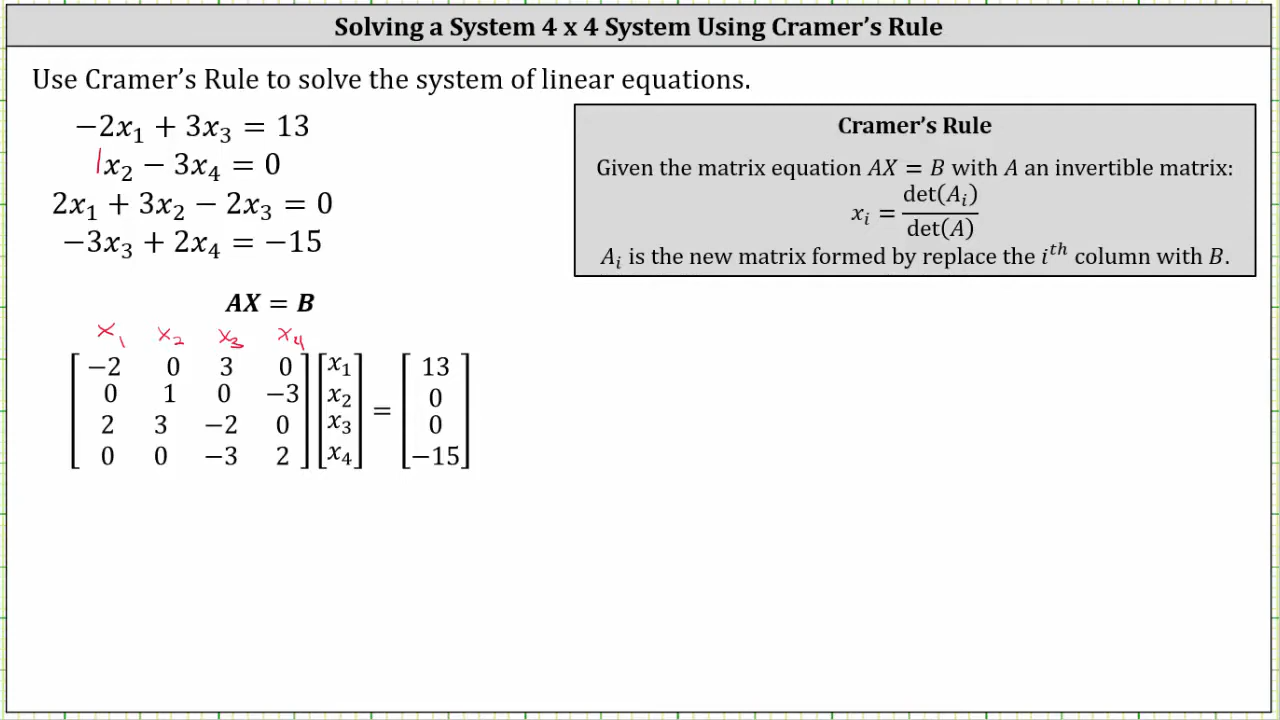 Solving a System 4 x 4 System Using Cramer's Rule
Use Cramer's Rule to solve the system of linear equations.
−2x₁ + 3x₃ = 13
1x₂ − 3x₄ = 0
2x₁ + 3x₂ − 2x₃ = 0
−3x₃ + 2x₄ = −15
Cramer's Rule
Given the matrix equation AX = B with A an invertible matrix:
xᵢ = det(Aᵢ) / det(A)
Aᵢ is the new matrix formed by replace the iᵗʰ column with B.
AX = B
x₁ x₂ x₃ x₄
[−2 0 3 0] [x₁] = [13]
[0 1 0 −3] [x₂] [0]
[2 3 −2 0] [x₃] [0]
[0 0 −3 2] [x₄] [−15]